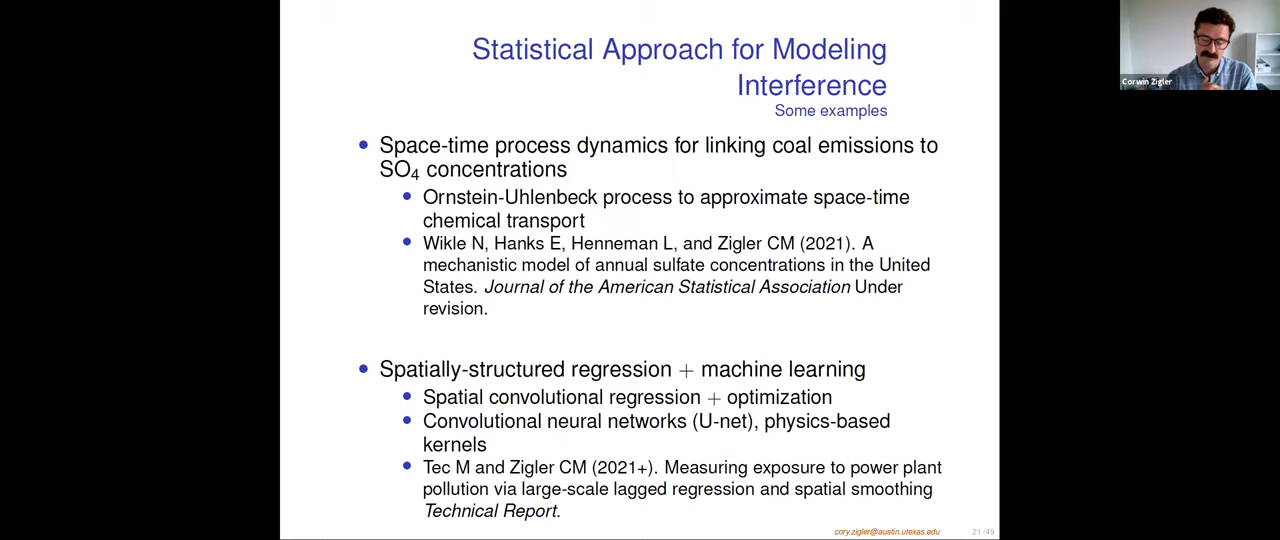 Statistical Approach for Modeling
Interference
Some examples
• Space-time process dynamics for linking coal emissions to
SO₄ concentrations
• Ornstein-Uhlenbeck process to approximate space-time
chemical transport
• Wikle N, Hanks E, Henneman L, and Zigler CM (2021). A
mechanistic model of annual sulfate concentrations in the United
States. Journal of the American Statistical Association Under
revision.
• Spatially-structured regression + machine learning
• Spatial convolutional regression + optimization
• Convolutional neural networks (U-net), physics-based
kernels
• Tec M and Zigler CM (2021+). Measuring exposure to power plant
pollution via large-scale lagged regression and spatial smoothing
Technical Report.
cory.zigler@austin.utexas.edu 21 / 49
Corwin Zigler